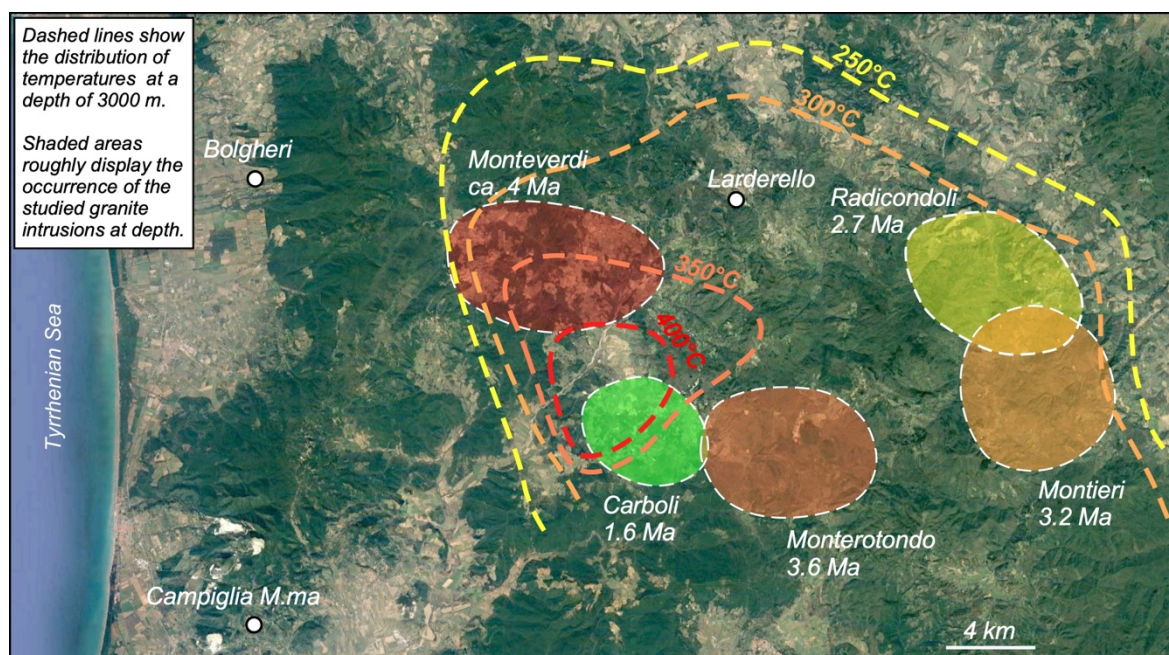 Dashed lines show
the distribution of
temperatures at a
depth of 3000 m.
Shaded areas
roughly display the
occurrence of the
studied granite
intrusions at depth.
250°C
300°C
Bolgheri
Monteverdi
ca. 4 Ma
Larderello
Radicondoli
2.7 Ma
350°C
400°C
Tyrrhenian Sea
Carboli
1.6 Ma
Monterotondo
3.6 Ma
Montieri
3.2 Ma
Campiglia M.ma
4 km